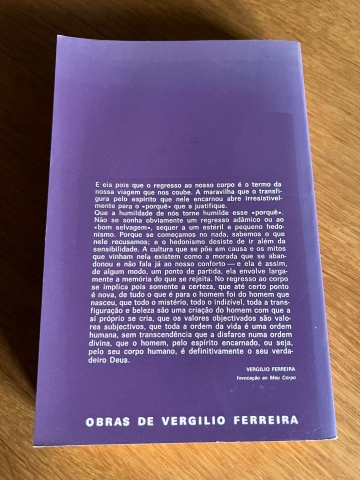 E eis pois que o regresso ao nosso corpo é o termo da
nossa viagem que nos coube. A maravilha que o transfi-
gura pelo espírito que nele encarnou abre irresistivel-
mente para o «porquê» que a justifique.
Que a humildade de nós torne humilde esse «porquê».
Não se sonha obviamente um regresso adâmico ou ao
«bom selvagem», sequer a um estéril e pequeno hedo-
nismo. Porque se começamos no nada, sabemos o que
nele recusamos; e o hedonismo desiste de ir além da
sensibilidade. A cultura que se põe em causa e os mitos
que vinham nela existem como a morada que se aban-
donou e não fala já ao nosso conforto — e ela é assim,
de algum modo, um ponto de partida, ela envolve larga-
mente a memória do que se rejeita. No regresso ao corpo
se implica pois somente a certeza, que até certo ponto
é nova, de tudo o que é para o homem foi do homem que
nasceu, que todo o mistério, todo o indizível, toda a trans-
figuração e beleza são uma criação do homem com que a
si próprio se cria, que os valores objectivados são valo-
res subjectivos, que toda a ordem da vida é uma ordem
humana, sem transcendência que a disfarce numa ordem
divina, que o homem, pelo espírito encarnado, ou seja,
pelo seu corpo humano, é definitivamente o seu verda-
deiro Deus.
VERGÍLIO FERREIRA
Invocação ao Meu Corpo
OBRAS DE VERGILIO FERREIRA